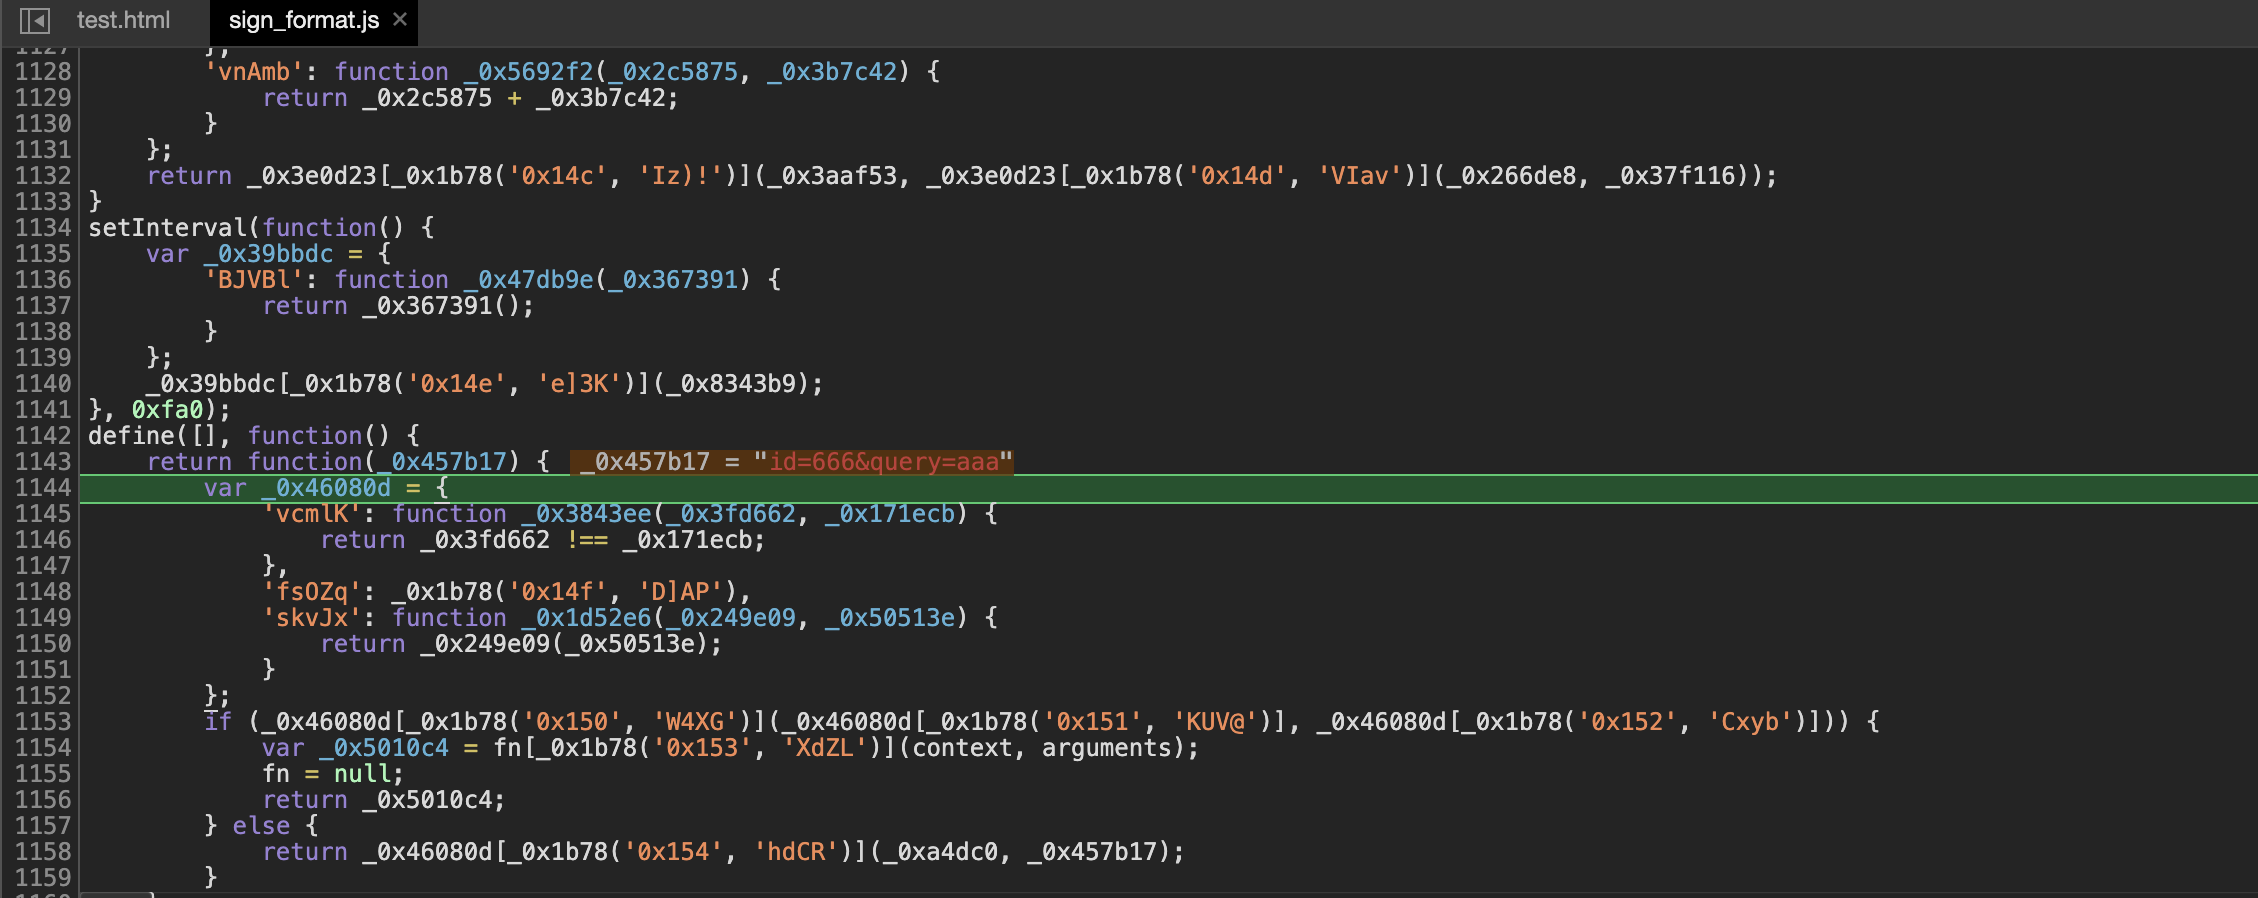 test.html sign_format.js ×
1127 },
1128 'vnAmb': function _0x5692f2(_0x2c5875, _0x3b7c42) {
1129 return _0x2c5875 + _0x3b7c42;
1130 }
1131 };
1132 return _0x3e0d23[_0x1b78('0x14c', 'Iz)!')](_0x3aaf53, _0x3e0d23[_0x1b78('0x14d', 'VIav')](_0x266de8, _0x37f116));
1133 }
1134 setInterval(function() {
1135 var _0x39bbdc = {
1136 'BJVBl': function _0x47db9e(_0x367391) {
1137 return _0x367391();
1138 }
1139 };
1140 _0x39bbdc[_0x1b78('0x14e', 'e]3K')](_0x8343b9);
1141 }, 0xfa0);
1142 define([], function() {
1143 return function(_0x457b17) { _0x457b17 = "id=666&query=aaa"
1144 var _0x46080d = {
1145 'vcmlK': function _0x3843ee(_0x3fd662, _0x171ecb) {
1146 return _0x3fd662 !== _0x171ecb;
1147 },
1148 'fsOZq': _0x1b78('0x14f', 'D]AP'),
1149 'skvJx': function _0x1d52e6(_0x249e09, _0x50513e) {
1150 return _0x249e09(_0x50513e);
1151 }
1152 };
1153 if (_0x46080d[_0x1b78('0x150', 'W4XG')](_0x46080d[_0x1b78('0x151', 'KUV@')], _0x46080d[_0x1b78('0x152', 'Cxyb')])) {
1154 var _0x5010c4 = fn[_0x1b78('0x153', 'XdZL')](context, arguments);
1155 fn = null;
1156 return _0x5010c4;
1157 } else {
1158 return _0x46080d[_0x1b78('0x154', 'hdCR')](_0xa4dc0, _0x457b17);
1159 }